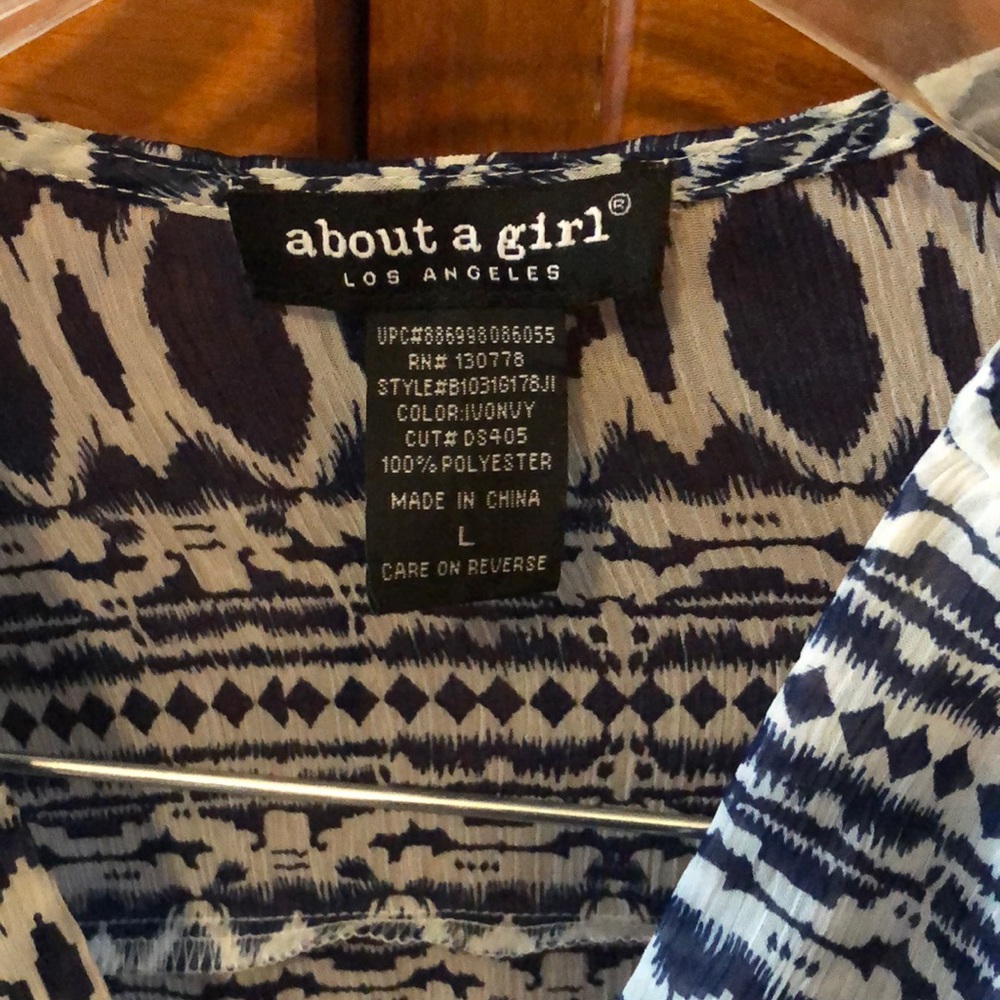 about a girl®
LOS ANGELES
UPC#886998086055
RN# 130778
STYLE#B1031G178JI
COLOR:IVONVY
CUT# DS405
100% POLYESTER
MADE IN CHINA
L
CARE ON REVERSE